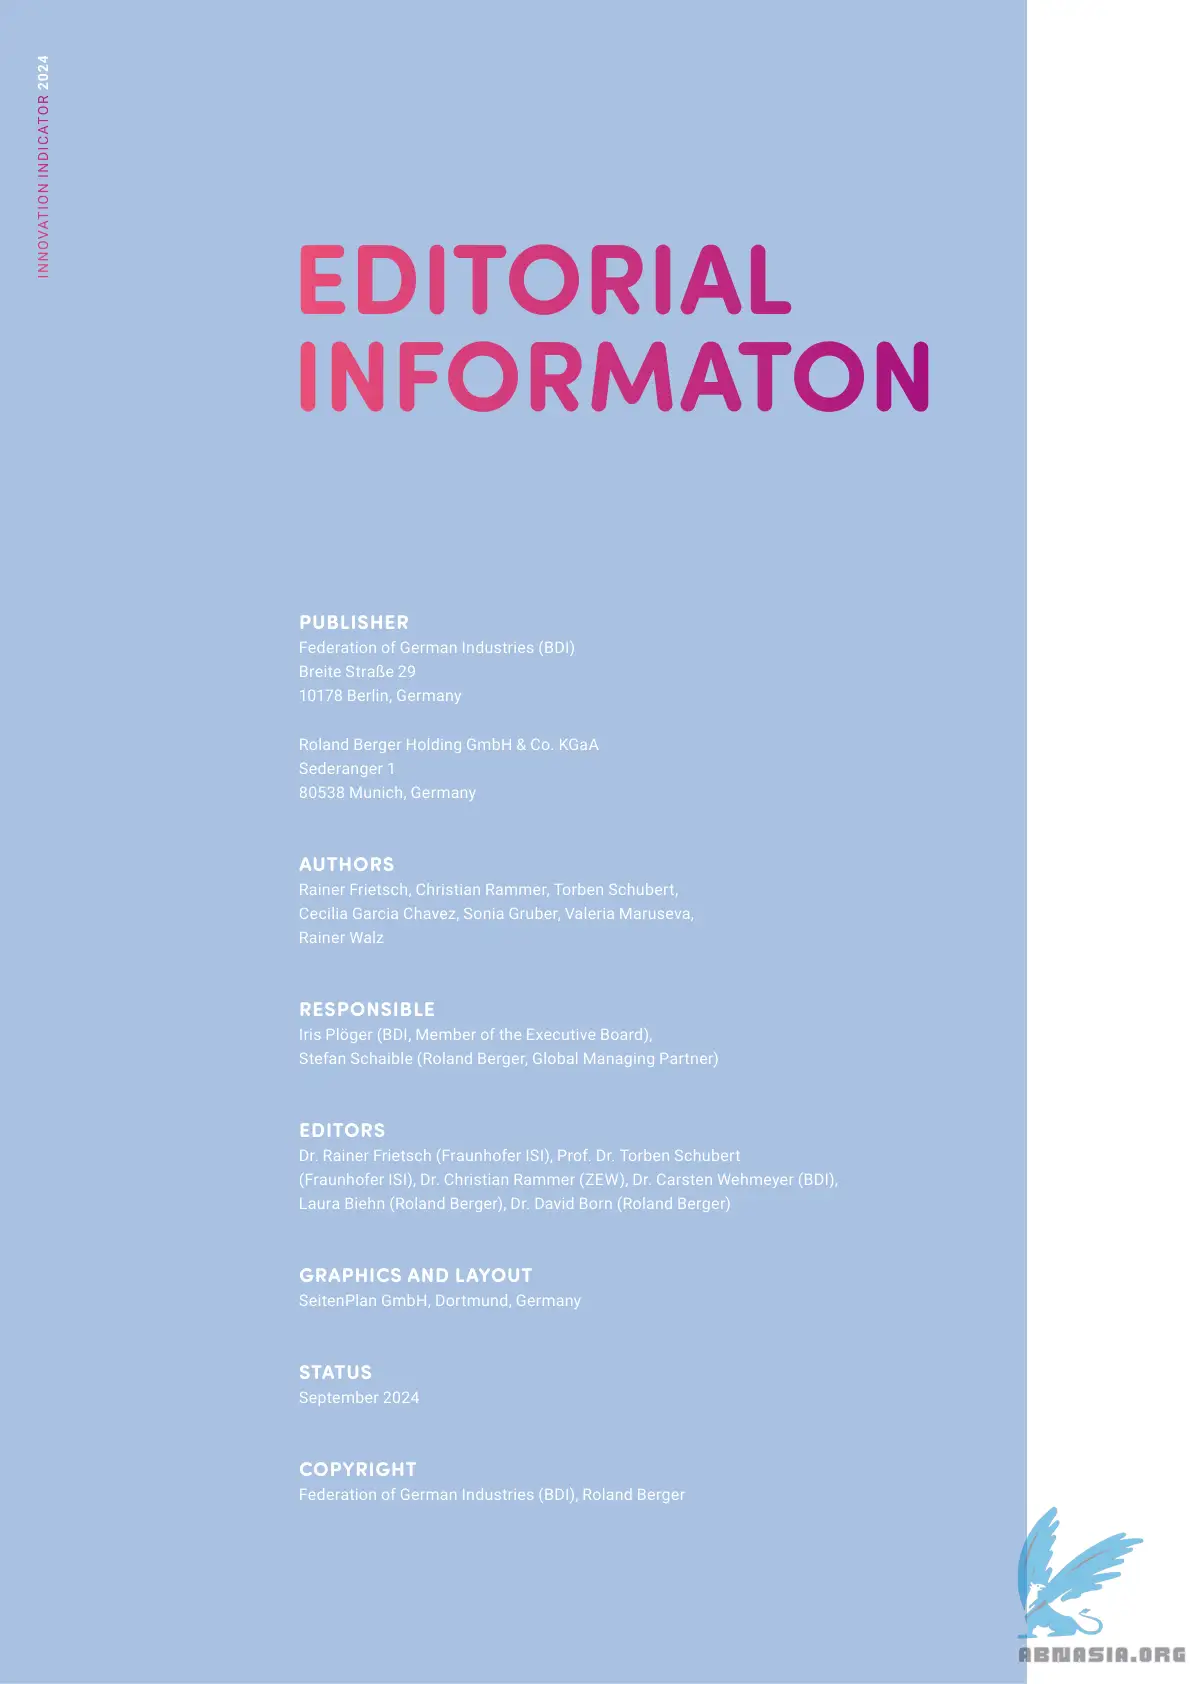 INNOVATION INDICATOR 2024
EDITORIAL
INFORMATON
PUBLISHER
Federation of German Industries (BDI)
Breite Straße 29
10178 Berlin, Germany
Roland Berger Holding GmbH & Co. KGaA
Sederanger 1
80538 Munich, Germany
AUTHORS
Rainer Frietsch, Christian Rammer, Torben Schubert,
Cecilia Garcia Chavez, Sonia Gruber, Valeria Maruseva,
Rainer Walz
RESPONSIBLE
Iris Plöger (BDI, Member of the Executive Board),
Stefan Schaible (Roland Berger, Global Managing Partner)
EDITORS
Dr. Rainer Frietsch (Fraunhofer ISI), Prof. Dr. Torben Schubert
(Fraunhofer ISI), Dr. Christian Rammer (ZEW), Dr. Carsten Wehmeyer (BDI),
Laura Biehn (Roland Berger), Dr. David Born (Roland Berger)
GRAPHICS AND LAYOUT
SeitenPlan GmbH, Dortmund, Germany
STATUS
September 2024
COPYRIGHT
Federation of German Industries (BDI), Roland Berger
ABNASIA.ORG